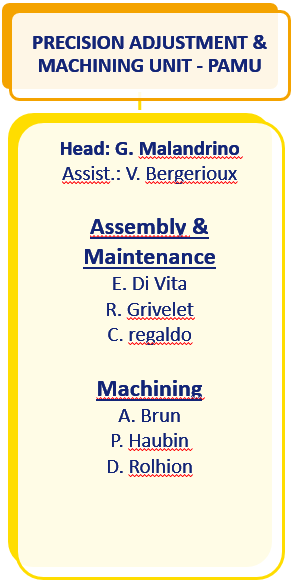 PRECISION ADJUSTMENT &
MACHINING UNIT - PAMU
Head: G. Malandrino
Assist.: V. Bergerioux
Assembly &
Maintenance
E. Di Vita
R. Grivelet
C. regaldo
Machining
A. Brun
P. Haubin
D. Rolhion